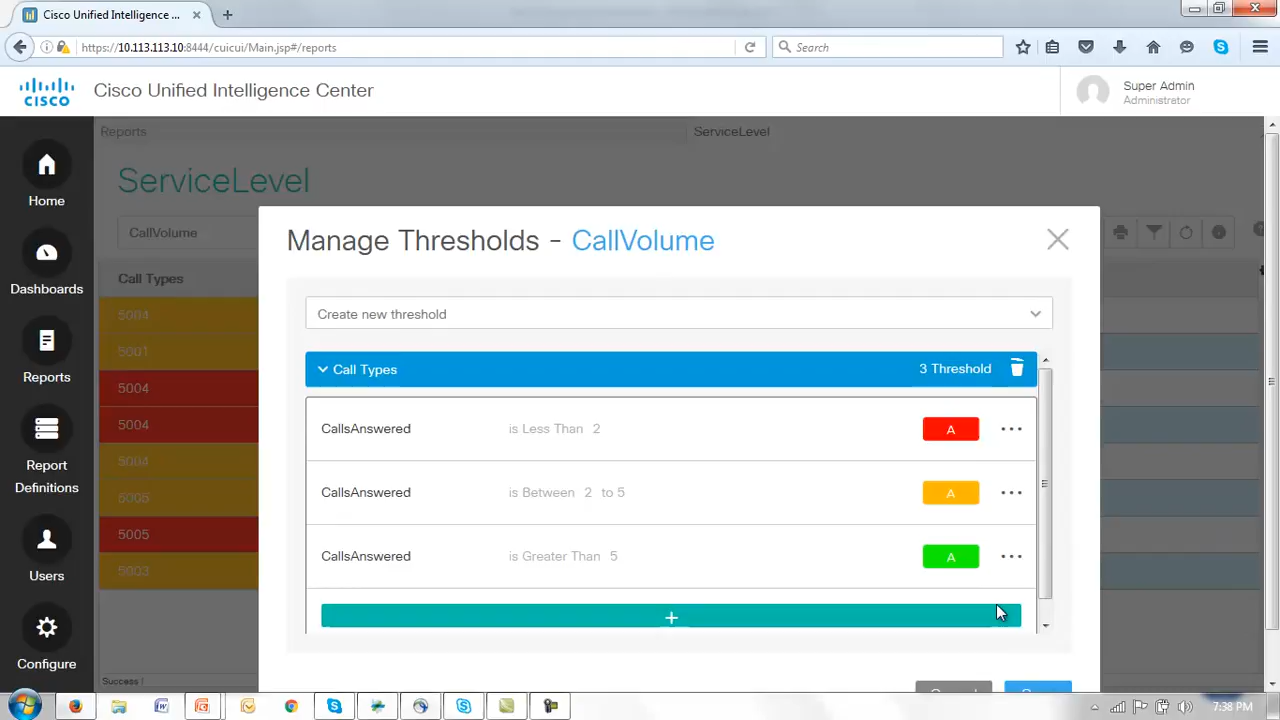 Cisco Unified Intelligence ...
https://10.113.113.10:8444/cuicui/Main.jsp#/reports
Search
CISCO
Cisco Unified Intelligence Center
Super Admin
Administrator
Reports
ServiceLevel
Home
ServiceLevel
CallVolume
Manage Thresholds - CallVolume
Dashboards
Call Types
Create new threshold
5004
5001
Call Types
3 Threshold
Reports
5004
5004
CallsAnswered
is Less Than 2
A
Report
Definitions
5004
5005
CallsAnswered
is Between 2 to 5
A
5005
CallsAnswered
is Greater Than 5
A
Users
5003
+
Configure
Success !
7:38 PM